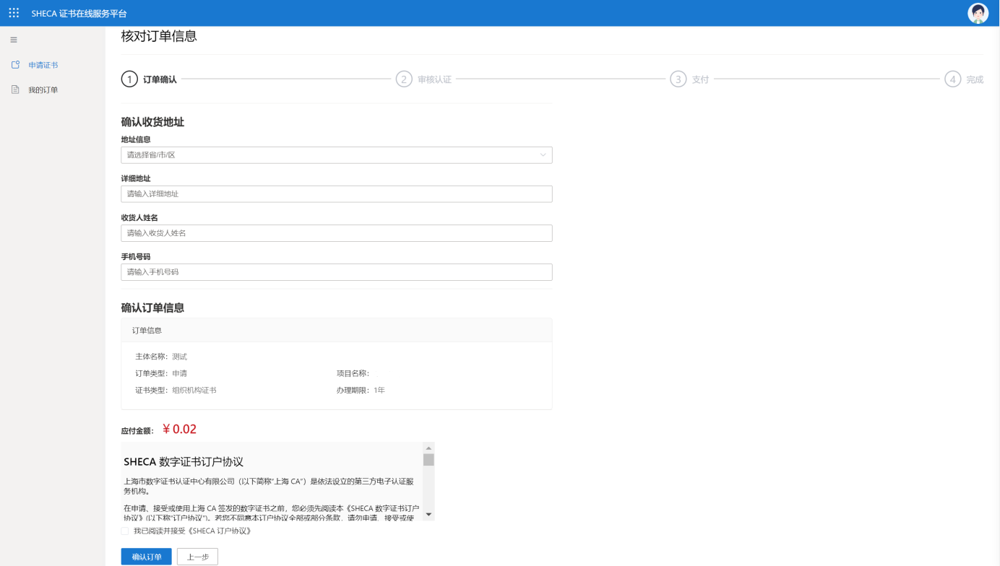 SHECA 证书在线服务平台
申请证书
我的订单
核对订单信息
1 订单确认 2 审核认证 3 支付 4 完成
确认收货地址
地址信息
请选择省/市/区
详细地址
请输入详细地址
收货人姓名
请输入收货人姓名
手机号码
请输入手机号码
确认订单信息
订单信息
主体名称： 测试
订单类型： 申请 项目名称：
证书类型： 组织机构证书 办理期限： 1年
应付金额： ￥0.02
SHECA 数字证书订户协议
上海市数字证书认证中心有限公司（以下简称“上海 CA”）是依法设立的第三方电子认证服
务机构。
在申请、接受或使用上海 CA 签发的数字证书之前，您必须先阅读本《SHECA 数字证书订户
协议》（以下称“订户协议”）。若您不同意本订户协议全部或部分条款，请勿申请、接受或使
我已阅读并接受《SHECA 订户协议》
确认订单 上一步